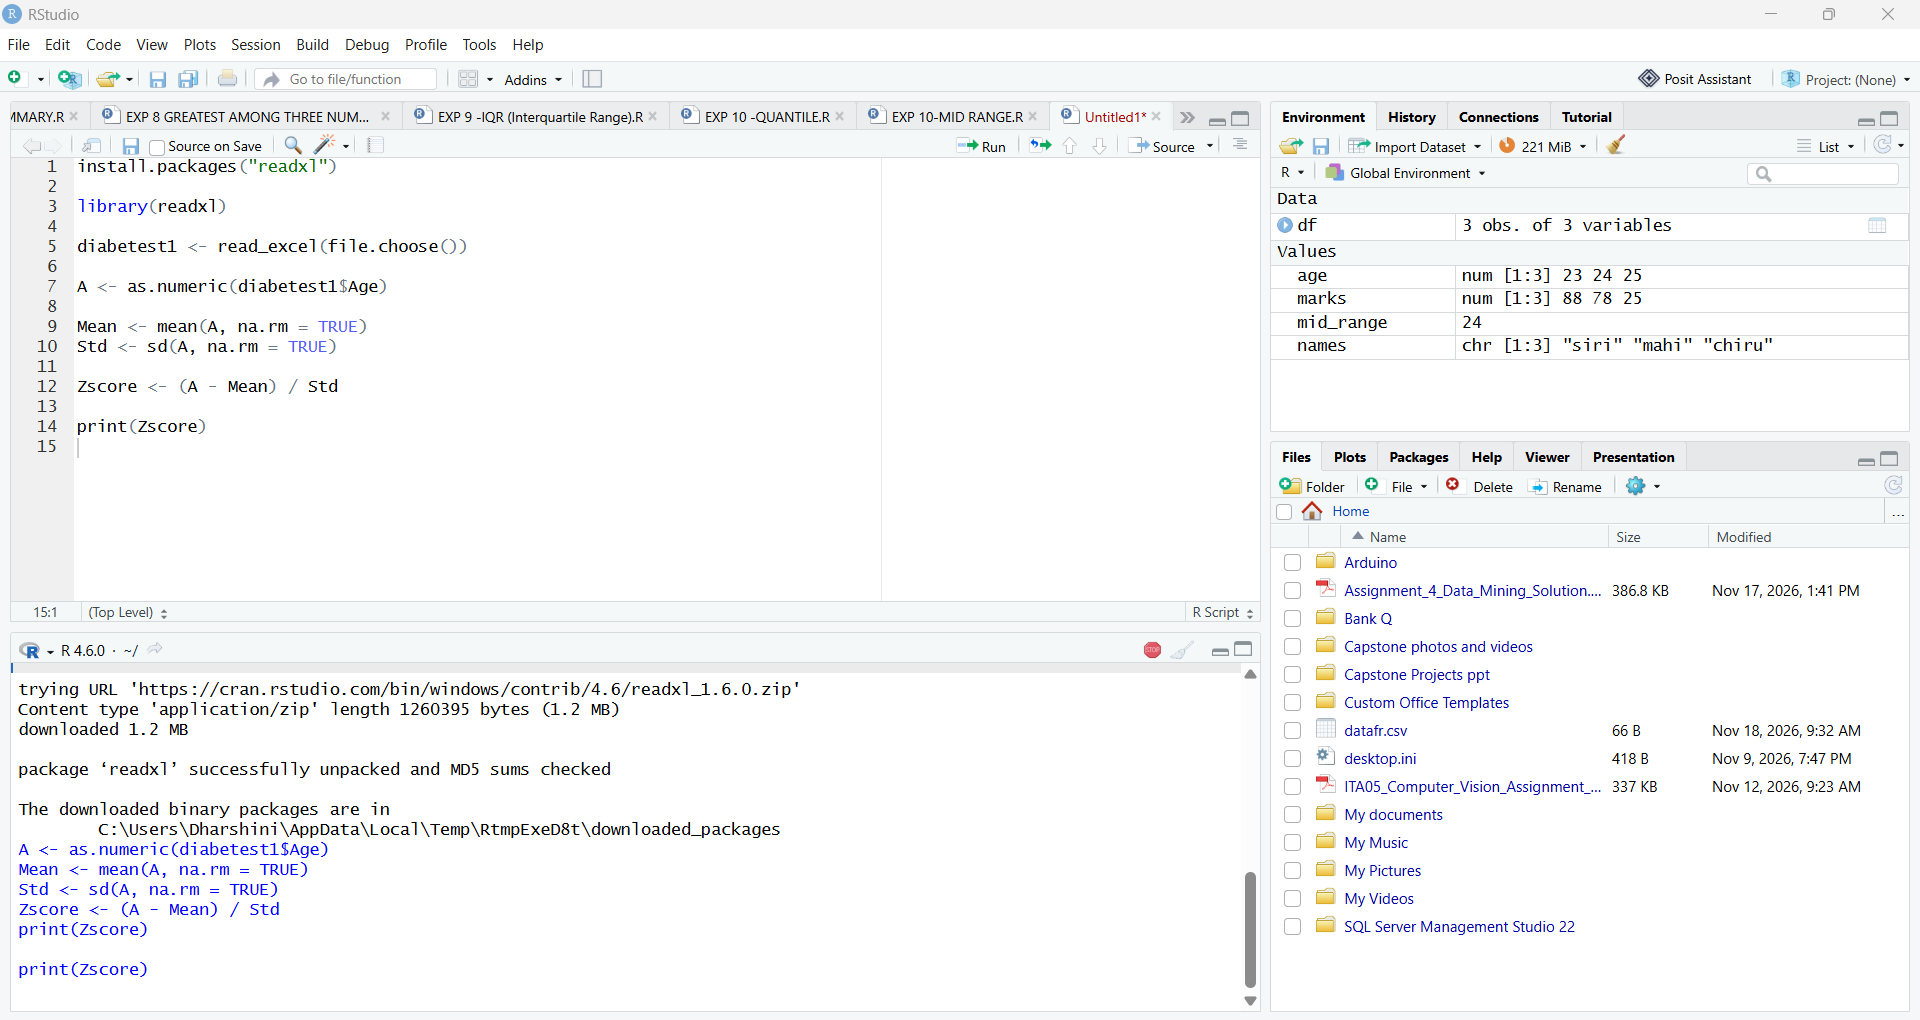 RStudio
File Edit Code View Plots Session Build Debug Profile Tools Help
Go to file/function Addins Posit Assistant Project: (None)
MMARY.R EXP 8 GREATEST AMONG THREE NUM... EXP 9 -IQR (Interquartile Range).R EXP 10 -QUANTILE.R EXP 10-MID RANGE.R Untitled1*
Source on Save Run Source
1 install.packages("readxl")
2
3 library(readxl)
4
5 diabetest1 <- read_excel(file.choose())
6
7 A <- as.numeric(diabetest1$Age)
8
9 Mean <- mean(A, na.rm = TRUE)
10 Std <- sd(A, na.rm = TRUE)
11
12 Zscore <- (A - Mean) / Std
13
14 print(Zscore)
15
15:1 (Top Level) R Script
R 4.6.0 · ~/
STOP
trying URL 'https://cran.rstudio.com/bin/windows/contrib/4.6/readxl_1.6.0.zip'
Content type 'application/zip' length 1260395 bytes (1.2 MB)
downloaded 1.2 MB
package ‘readxl’ successfully unpacked and MD5 sums checked
The downloaded binary packages are in
C:\Users\Dharshini\AppData\Local\Temp\RtmpExeD8t\downloaded_packages
A <- as.numeric(diabetest1$Age)
Mean <- mean(A, na.rm = TRUE)
Std <- sd(A, na.rm = TRUE)
Zscore <- (A - Mean) / Std
print(Zscore)
print(Zscore)
Environment History Connections Tutorial
Import Dataset 221 MiB List
R Global Environment
Data
df 3 obs. of 3 variables
Values
age num [1:3] 23 24 25
marks num [1:3] 88 78 25
mid_range 24
names chr [1:3] "siri" "mahi" "chiru"
Files Plots Packages Help Viewer Presentation
Folder File Delete Rename
Home ...
Name Size Modified
Arduino
Assignment_4_Data_Mining_Solution.... 386.8 KB Nov 17, 2026, 1:41 PM
Bank Q
Capstone photos and videos
Capstone Projects ppt
Custom Office Templates
datafr.csv 66 B Nov 18, 2026, 9:32 AM
desktop.ini 418 B Nov 9, 2026, 7:47 PM
ITA05_Computer_Vision_Assignment_... 337 KB Nov 12, 2026, 9:23 AM
My documents
My Music
My Pictures
My Videos
SQL Server Management Studio 22